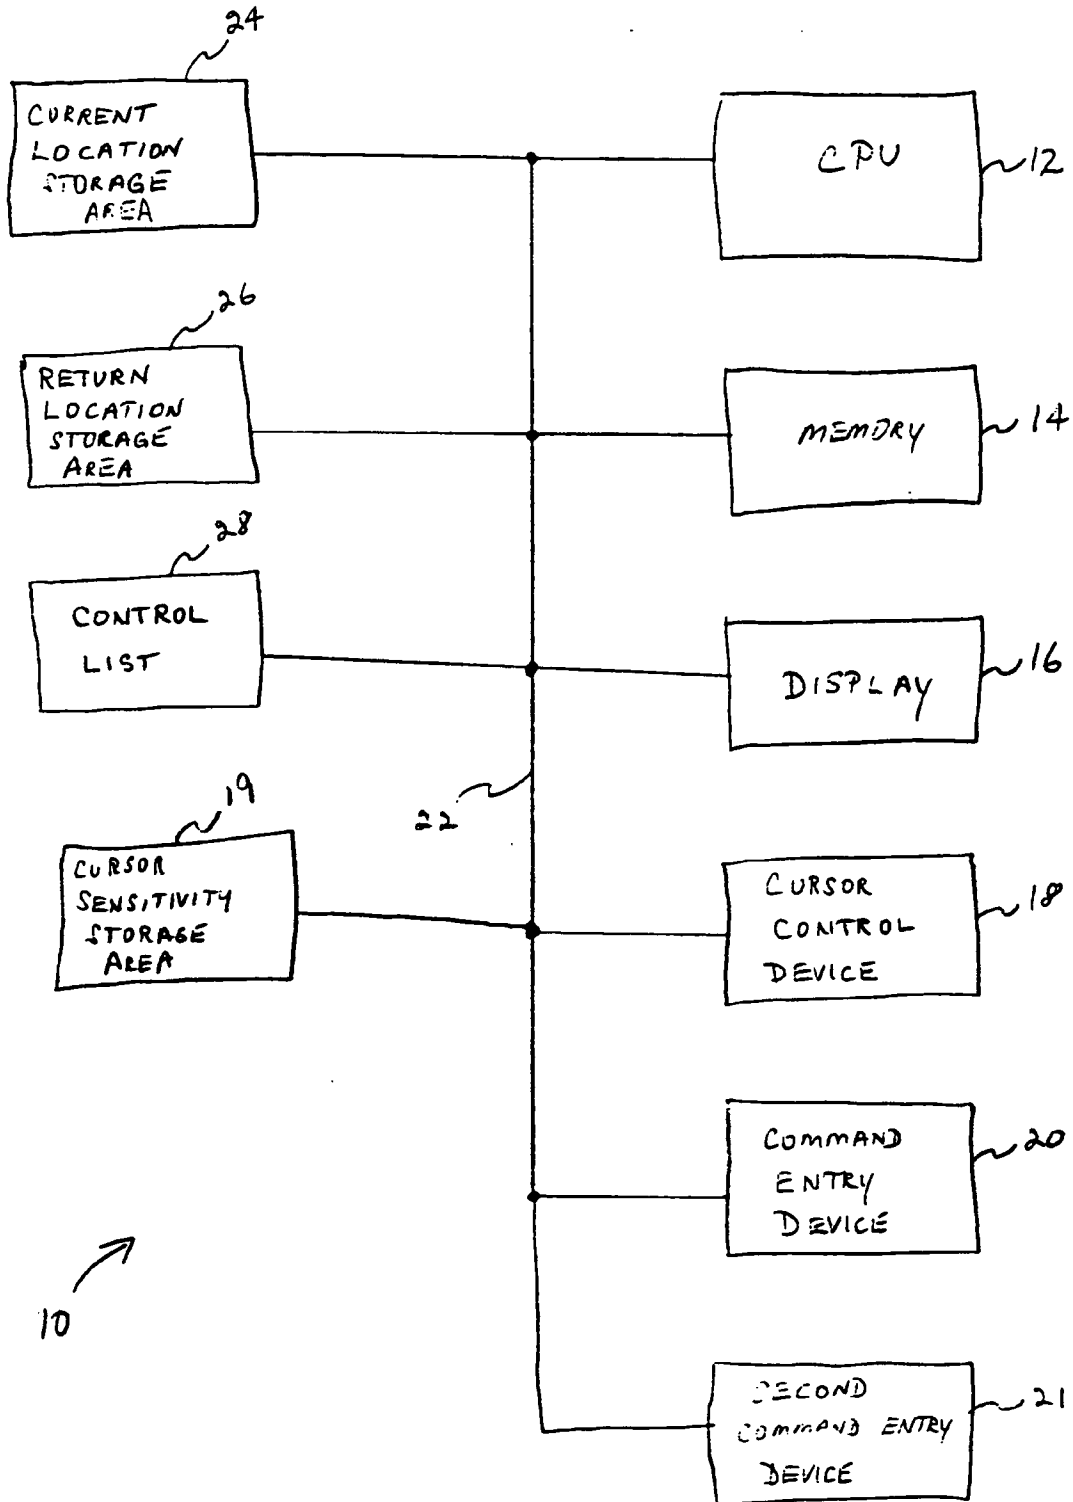 24
CURRENT
LOCATION
STORAGE
AREA
CPU
12
26
RETURN
LOCATION
STORAGE
AREA
MEMORY
14
28
CONTROL
LIST
DISPLAY
16
22
19
CURSOR
SENSITIVITY
STORAGE
AREA
CURSOR
CONTROL
DEVICE
18
COMMAND
ENTRY
DEVICE
20
10
SECOND
COMMAND ENTRY
DEVICE
21